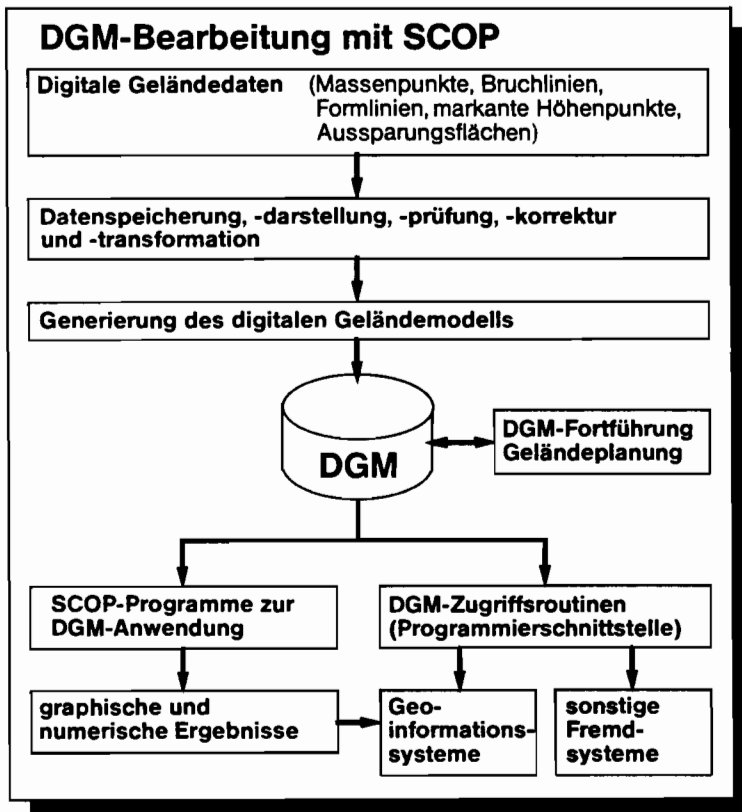 DGM-Bearbeitung mit SCOP
Digitale Geländedaten (Massenpunkte, Bruchlinien,
Formlinien, markante Höhenpunkte,
Aussparungsflächen)
Datenspeicherung, -darstellung, -prüfung, -korrektur
und -transformation
Generierung des digitalen Geländemodells
DGM
DGM-Fortführung
Geländeplanung
SCOP-Programme zur
DGM-Anwendung
DGM-Zugriffsroutinen
(Programmierschnittstelle)
graphische und
numerische Ergebnisse
Geo-
informations-
systeme
sonstige
Fremd-
systeme